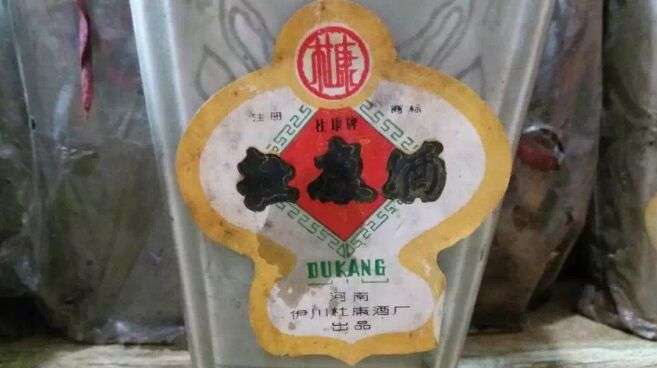 杜康
注册 商标
杜康牌
杜康酒
DUKANG
河南
伊川杜康酒厂
出品